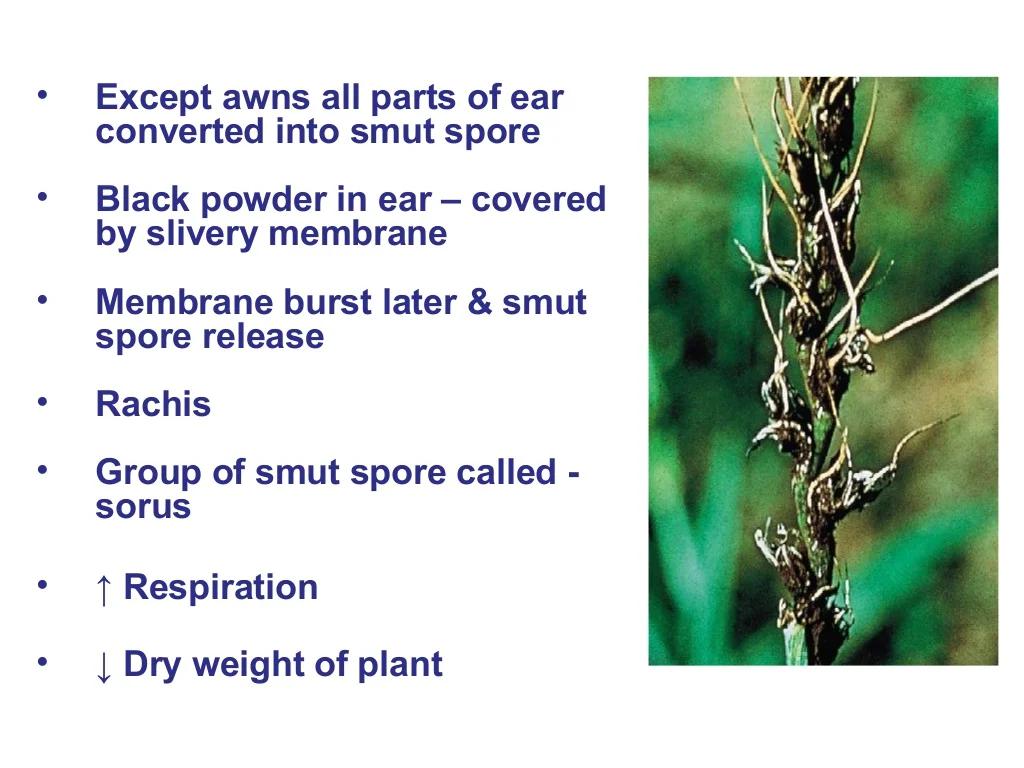 • Except awns all parts of ear
converted into smut spore
• Black powder in ear – covered
by slivery membrane
• Membrane burst later & smut
spore release
• Rachis
• Group of smut spore called -
sorus
• ↑ Respiration
• ↓ Dry weight of plant